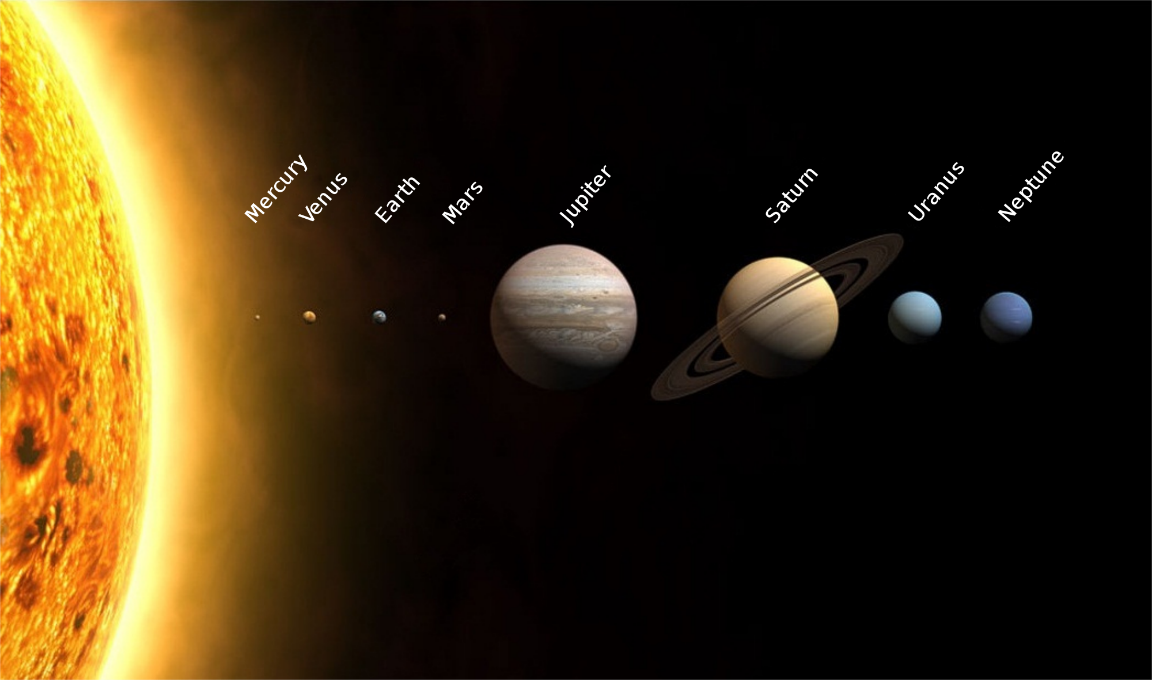 Mercury
Venus
Earth
Mars
Jupiter
Saturn
Uranus
Neptune